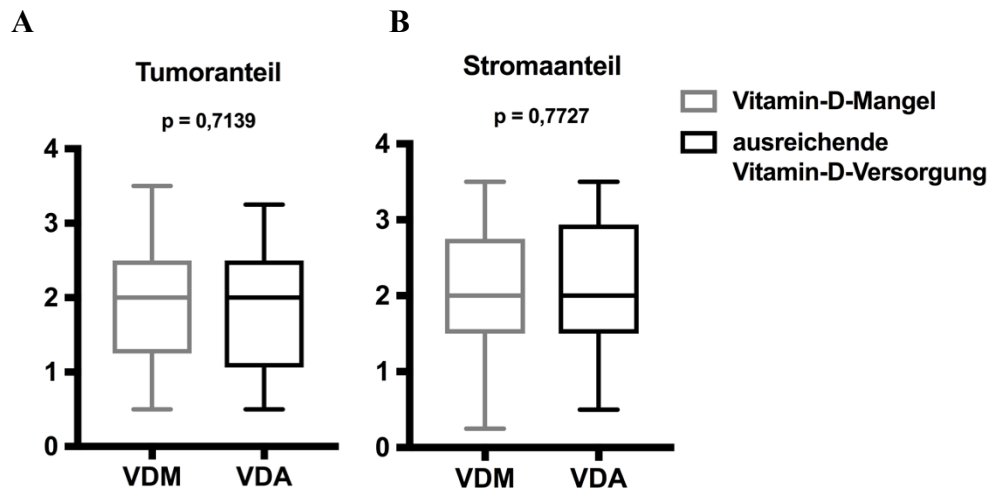 A
B
Tumoranteil
p = 0,7139
4
3
2
1
0
VDM VDA
Stromaanteil
p = 0,7727
4
3
2
1
0
VDM VDA
Vitamin-D-Mangel
ausreichende
Vitamin-D-Versorgung